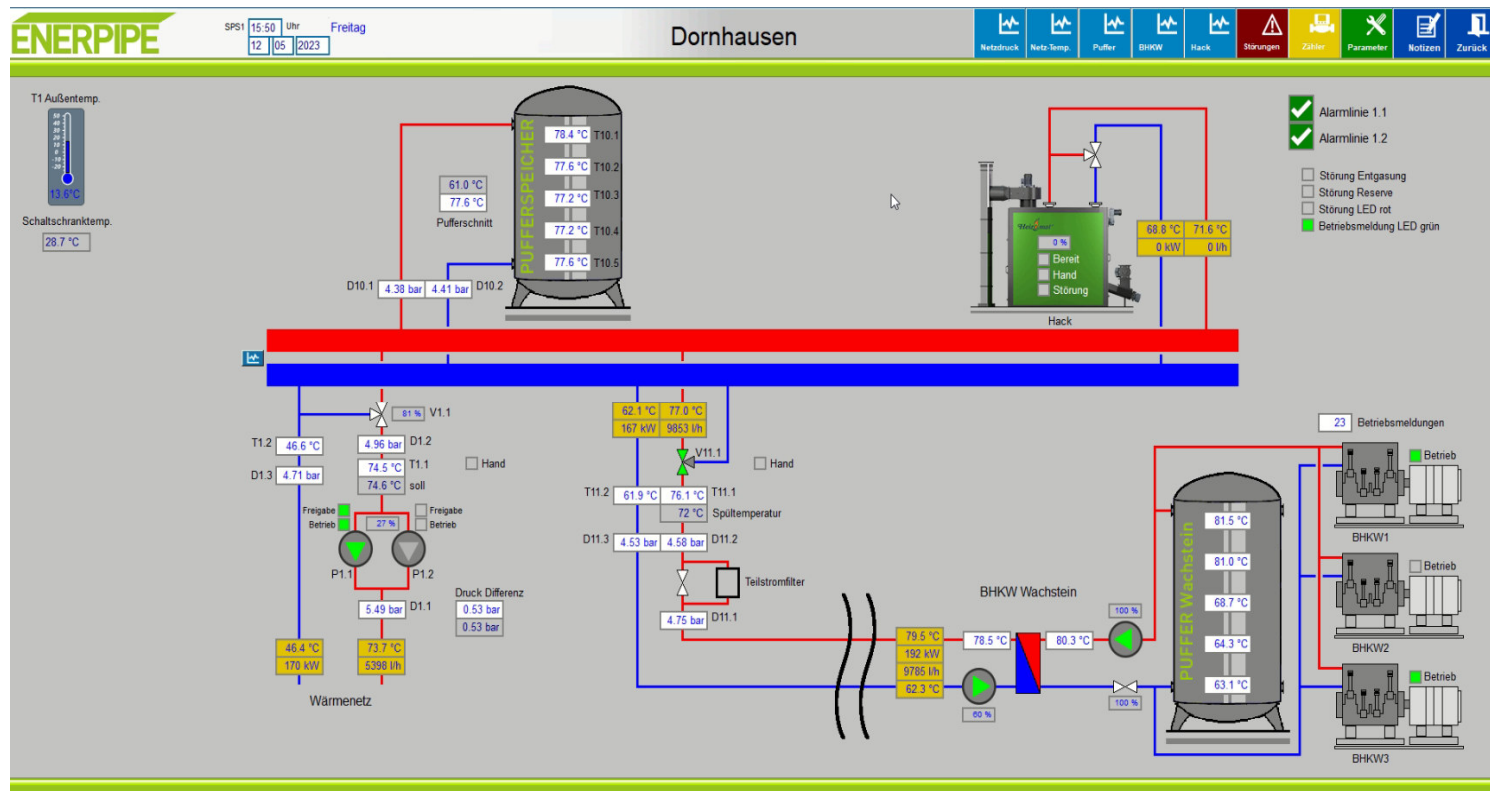 ENERPIPE
SPS1 15:50 Uhr Freitag
12 05 2023
Dornhausen
Netzdruck Netz-Temp. Puffer BHKW Hack Störungen Zähler Parameter Notizen Zurück
T1 Außentemp.
13.6°C
Schaltschranktemp.
28.7 °C
61.0 °C
77.6 °C
Pufferschnitt
PUFFERSPEICHER
78.4 °C T10.1
77.6 °C T10.2
77.2 °C T10.3
77.2 °C T10.4
77.6 °C T10.5
D10.1 4.38 bar 4.41 bar D10.2
0 %
Bereit
Hand
Störung
Hack
68.8 °C 71.6 °C
0 kW 0 l/h
Alarmlinie 1.1
Alarmlinie 1.2
Störung Entgasung
Störung Reserve
Störung LED rot
Betriebsmeldung LED grün
81 % V1.1
T1.2 46.6 °C
4.96 bar D1.2
D1.3 4.71 bar
74.5 °C T1.1
74.6 °C soll
Hand
Freigabe
Betrieb
27 %
Freigabe
Betrieb
P1.1 P1.2
5.49 bar D1.1
Druck Differenz
0.53 bar
0.53 bar
46.4 °C 73.7 °C
170 kW 5398 l/h
Wärmenetz
62.1 °C 77.0 °C
167 kW 9853 l/h
V11.1
Hand
T11.2 61.9 °C 76.1 °C T11.1
72 °C Spültemperatur
D11.3 4.53 bar 4.58 bar D11.2
Teilstromfilter
4.75 bar D11.1
BHKW Wachstein
79.5 °C
192 kW
9785 l/h
62.3 °C
78.5 °C 80.3 °C
100 %
60 %
100 %
PUFFER Wachstein
81.5 °C
81.0 °C
68.7 °C
64.3 °C
63.1 °C
23 Betriebsmeldungen
Betrieb
BHKW1
Betrieb
BHKW2
Betrieb
BHKW3